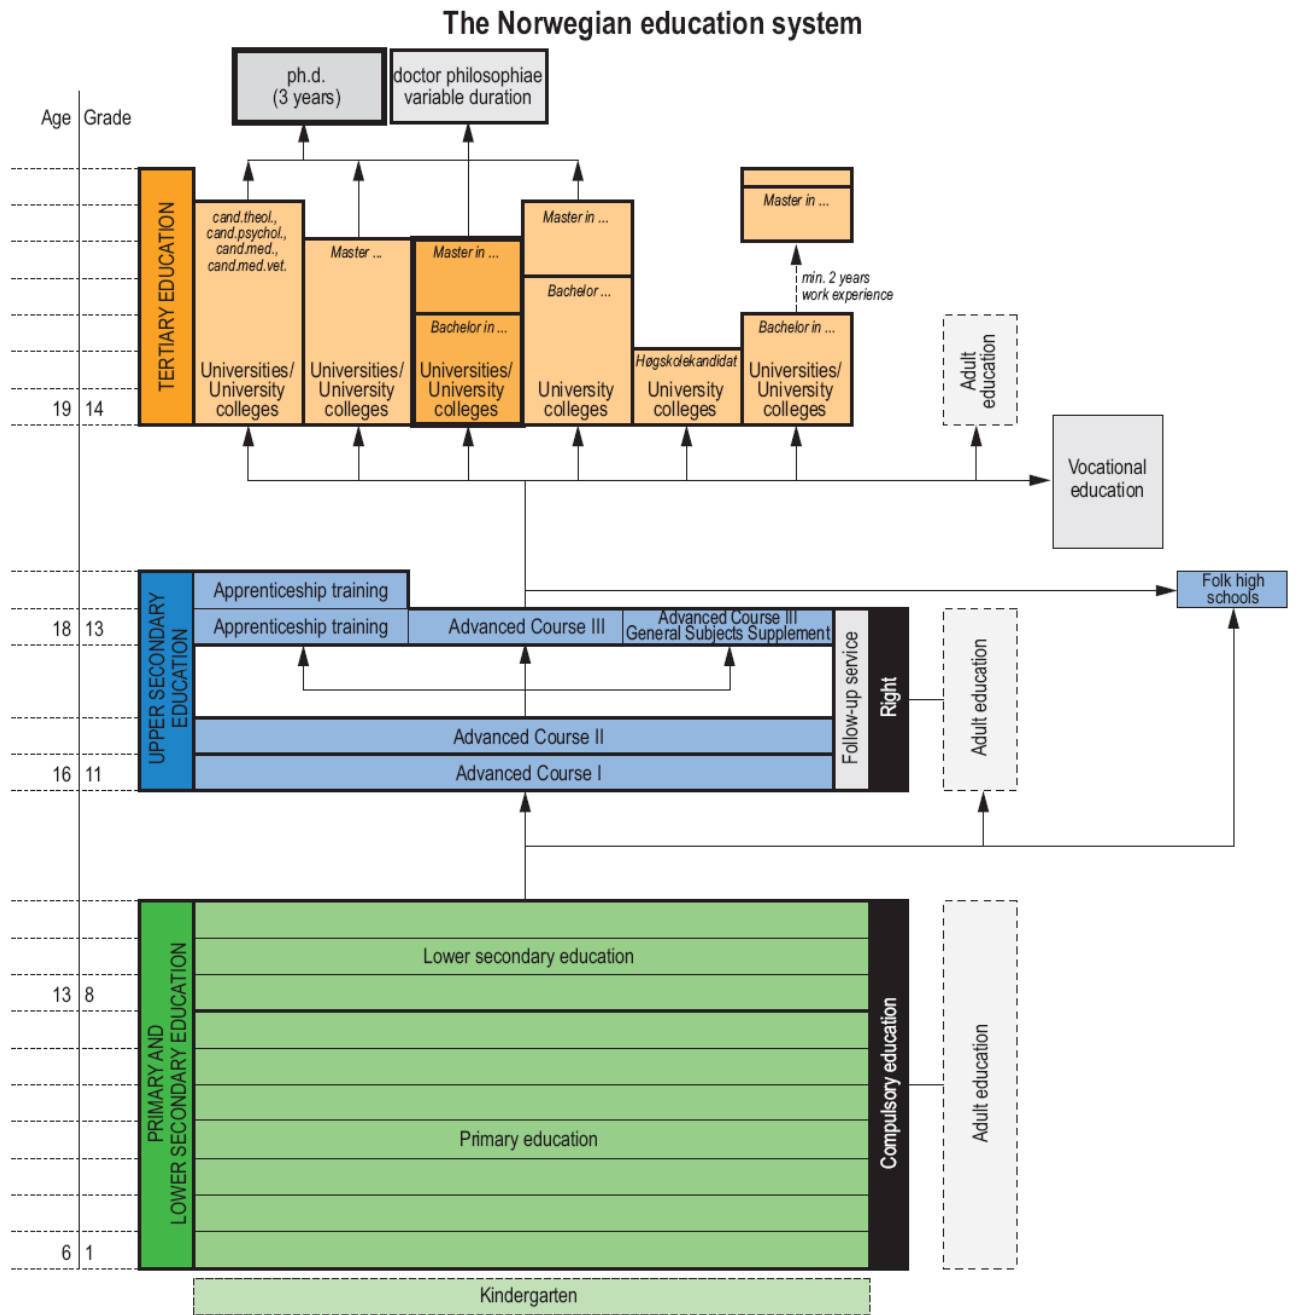 The Norwegian education system
ph.d.
(3 years)
doctor philosophiae
variable duration
Age Grade
TERTIARY EDUCATION
cand.theol.,
cand.psychol.,
cand.med.,
cand.med.vet.
Universities/
University
colleges
Master ...
Universities/
University
colleges
Master in ...
Bachelor in ...
Universities/
University
colleges
Master in ...
Bachelor ...
University
colleges
Høgskolekandidat
University
colleges
Master in ...
min. 2 years
work experience
Bachelor in ...
Universities/
University
colleges
Adult
education
19 14
Vocational
education
UPPER SECONDARY
EDUCATION
Apprenticeship training
Folk high
schools
18 13
Apprenticeship training
Advanced Course III
Advanced Course III
General Subjects Supplement
Follow-up service
Right
Adult education
Advanced Course II
16 11
Advanced Course I
PRIMARY AND
LOWER SECONDARY EDUCATION
Lower secondary education
13 8
Compulsory education
Adult education
Primary education
6 1
Kindergarten